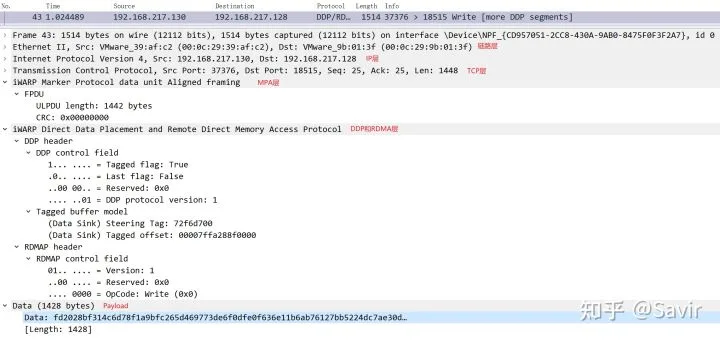 No. Time Source Destination Protocol Length Info
43 1.024489 192.168.217.130 192.168.217.128 DDP/RD… 1514 37376 > 18515 Write [more DDP segments]
Frame 43: 1514 bytes on wire (12112 bits), 1514 bytes captured (12112 bits) on interface \Device\NPF_{CD957051-2CC8-430A-9AB0-8475F0F3F2A7}, id 0
Ethernet II, Src: VMware_39:af:c2 (00:0c:29:39:af:c2), Dst: VMware_9b:01:3f (00:0c:29:9b:01:3f) 链路层
Internet Protocol Version 4, Src: 192.168.217.130, Dst: 192.168.217.128 IP层
Transmission Control Protocol, Src Port: 37376, Dst Port: 18515, Seq: 25, Ack: 25, Len: 1448 TCP层
iWARP Marker Protocol data unit Aligned framing MPA层
FPDU
ULPDU length: 1442 bytes
CRC: 0x00000000
iWARP Direct Data Placement and Remote Direct Memory Access Protocol DDP和RDMA层
DDP header
DDP control field
1... .... = Tagged flag: True
.0.. .... = Last flag: False
..00 00.. = Reserved: 0x0
.... ..01 = DDP protocol version: 1
Tagged buffer model
(Data Sink) Steering Tag: 72f6d700
(Data Sink) Tagged offset: 00007ffa288f0000
RDMAP header
RDMAP control field
01.. .... = Version: 1
..00 .... = Reserved: 0x0
.... 0000 = OpCode: Write (0x0)
Data (1428 bytes) Payload
Data: fd2028bf314c6d78f1a9bfc265d469773de6f0dfe0f636e11b6ab76127bb5224dc7ae30d…
[Length: 1428]
知乎 @Savir